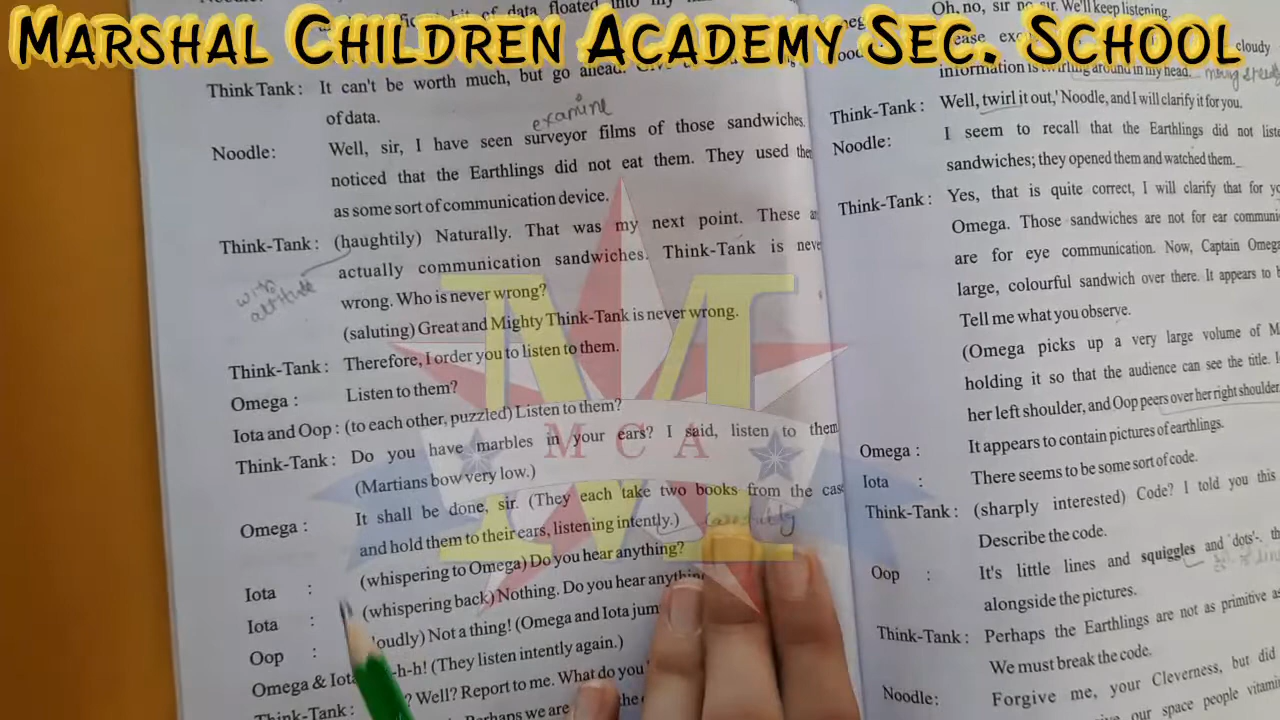 MARSHAL CHILDREN ACADEMY SEC. SCHOOL
of data floated into my
Think Tank : It can't be worth much, but go ahead.
of data.
examine
Noodle: Well, sir, I have seen surveyor films of those sandwiches.
noticed that the Earthlings did not eat them. They used
as some sort of communication device.
Think-Tank: (haughtily) Naturally. That was my next point. These
with attitude
actually communication sandwiches. Think-Tank is
wrong. Who is never wrong?
(saluting) Great and Mighty Think-Tank is never wrong.
Think-Tank: Therefore, I order you to listen to them.
Omega : Listen to them?
Iota and Oop : (to each other, puzzled) Listen to them?
Think-Tank: Do you have marbles in your ears? I said, listen to them
(Martians bow very low.)
Omega : It shall be done, sir. (They each take two books from the
and hold them to their ears, listening intently.)
Iota : (whispering to Omega) Do you hear anything?
Iota : (whispering back) Nothing. Do you hear
Oop : Not a thing! (Omega and Iota
Omega & (They listen intently again.)
Think-Tank: Well? Report to me. What do you
Perhaps we are
M C A
Oh, no, sir no sir. We'll keep listening.
cloudy
information is twirling around in my head.
Think-Tank: Well, twirl it out,' Noodle, and I will clarify it for you.
Noodle: I seem to recall that the Earthlings did not
sandwiches; they opened them and watched them.
Think-Tank : Yes, that is quite correct, I will clarify that for
Omega. Those sandwiches are not for ear
are for eye communication. Now, Captain
large, colourful sandwich over there. It appears to
Tell me what you observe.
(Omega picks up a very large volume of
holding it so that the audience can see the title.
her left shoulder, and Oop peers over her right shoulder.
Omega : It appears to contain pictures of earthlings.
Iota : There seems to be some sort of code.
Think-Tank : (sharply interested) Code? I told you this
Describe the code.
Oop : It's little lines and squiggles and 'dots'-
alongside the pictures.
Think-Tank : Perhaps the Earthlings are not as primitive
We must break the code.
Noodle: Forgive me, your Cleverness, but did
our space people